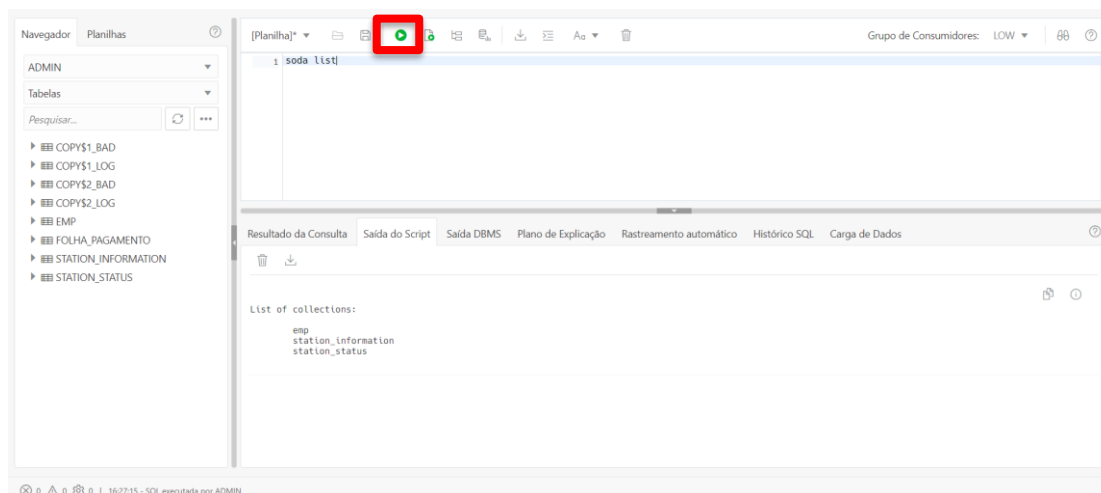 Navegador Planilhas
ADMIN
Tabelas
Pesquisar...
COPY$1_BAD
COPY$1_LOG
COPY$2_BAD
COPY$2_LOG
EMP
FOLHA_PAGAMENTO
STATION_INFORMATION
STATION_STATUS
[Planilha]* Aa Grupo de Consumidores: LOW
1 soda list
Resultado da Consulta Saída do Script Saída DBMS Plano de Explicação Rastreamento automático Histórico SQL Carga de Dados
List of collections:
emp
station_information
station_status
0 0 0 | 16:27:15 - SQL executada por ADMIN